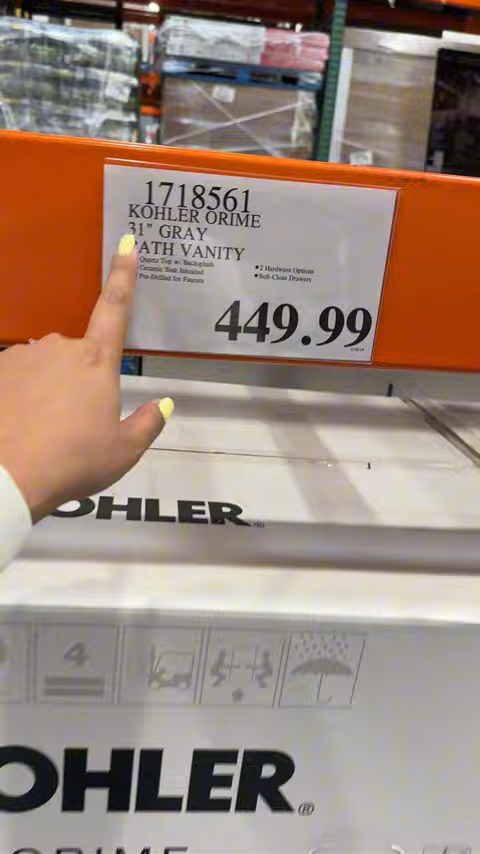 1718561
KOHLER ORIME
31" GRAY
BATH VANITY
Quartz Top w/ Backsplash
Ceramic Sink Included
Pre-Drilled for Faucets
•2 Hardware Options
•Soft-Close Drawers
449.99
OHLER®
4
OHLER®
ORIME